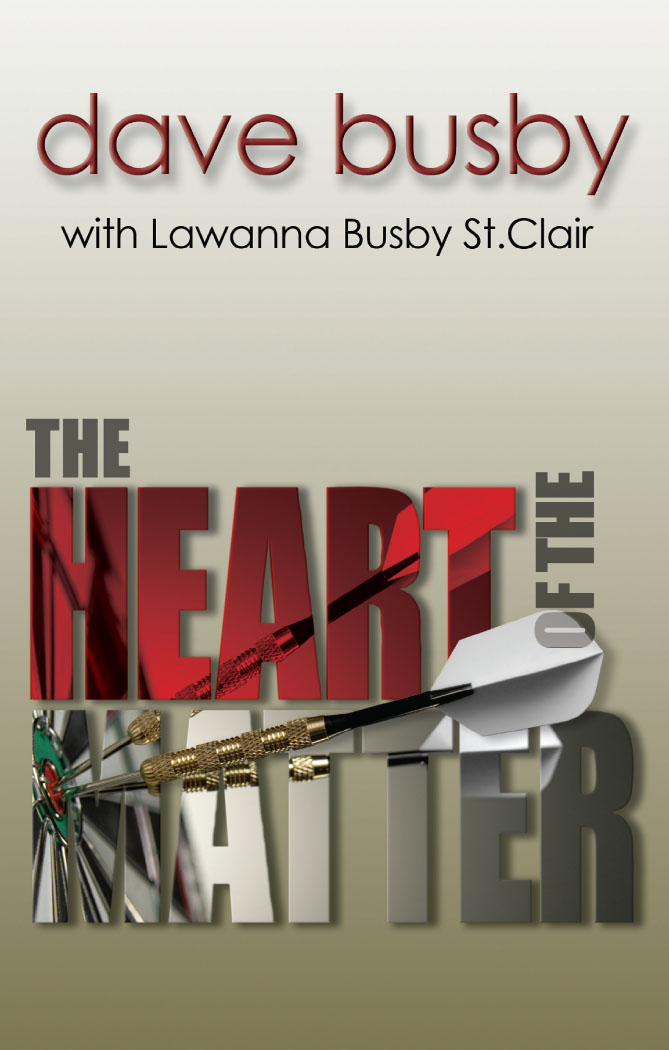 dave busby
with Lawanna Busby St.Clair
THE
HEART
OF THE
MATTER